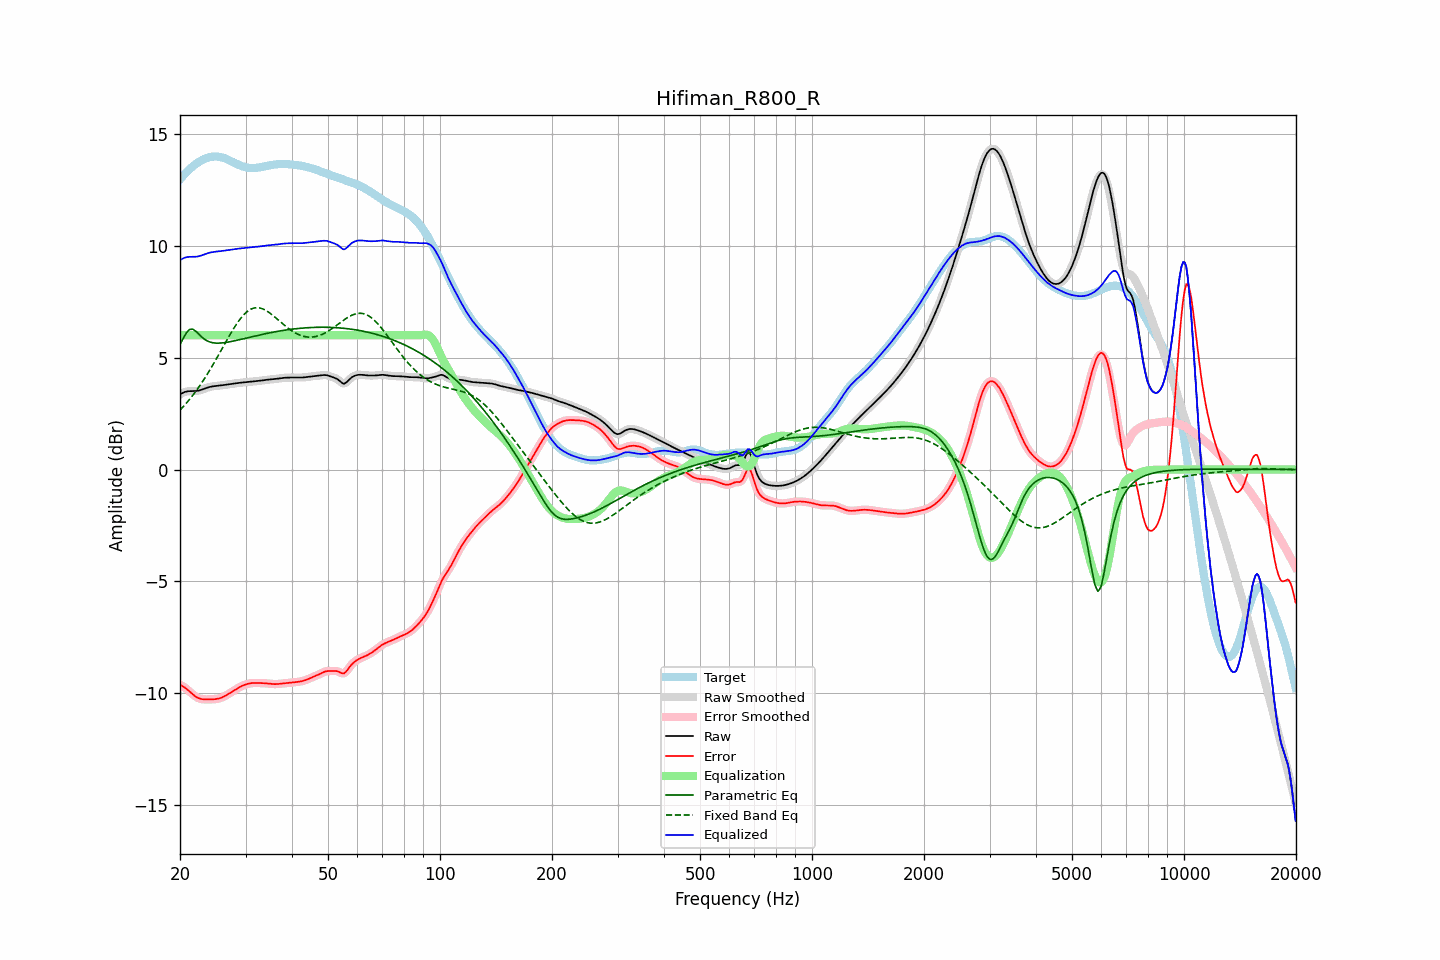 Hifiman_R800_R
Amplitude (dBr)
15
10
5
0
−5
−10
−15
Target
Raw Smoothed
Error Smoothed
Raw
Error
Equalization
Parametric Eq
Fixed Band Eq
Equalized
20
50
100
200
500
1000
2000
5000
10000
20000
Frequency (Hz)